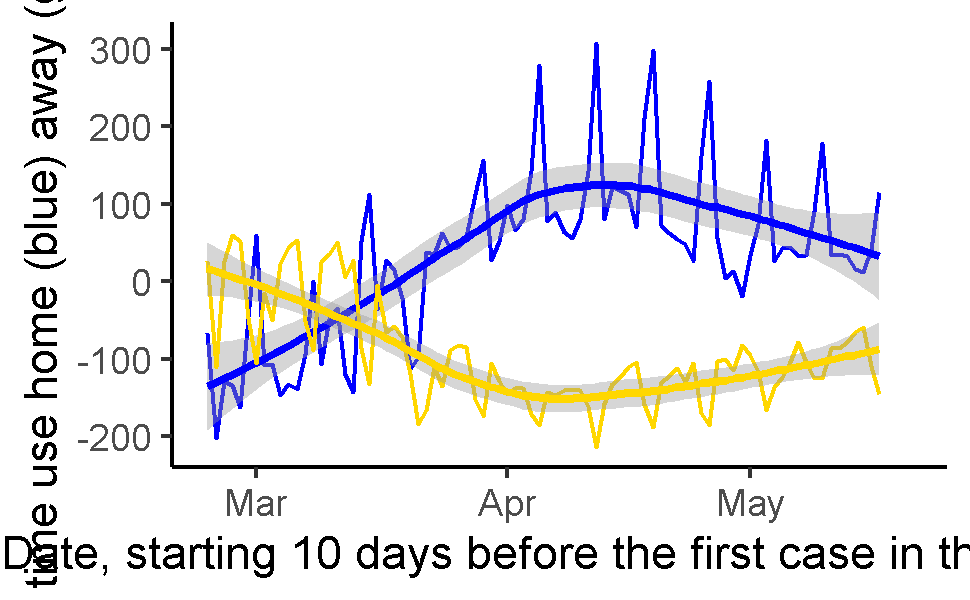 time use home (blue) away (
300
200
100
0
-100
-200
Mar Apr May
Date, starting 10 days before the first case in th